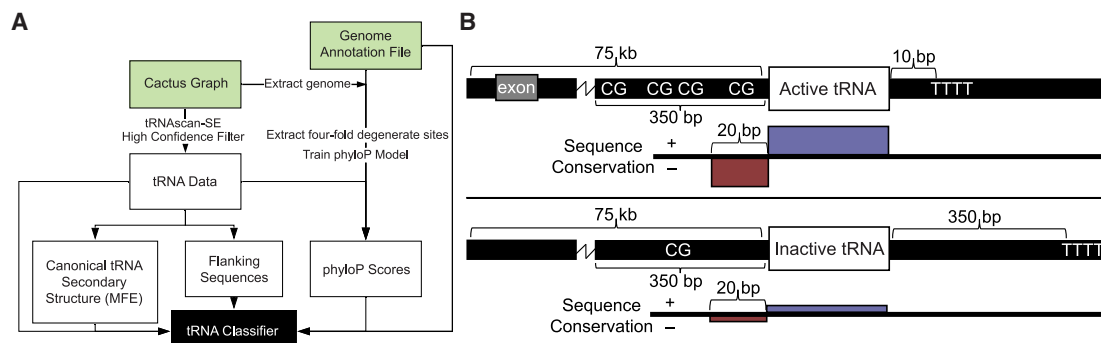 A
Genome
Annotation File
Cactus Graph
Extract genome
tRNAscan-SE
High Confidence Filter
Extract four-fold degenerate sites
Train phyloP Model
tRNA Data
Canonical tRNA
Secondary
Structure (MFE)
Flanking
Sequences
phyloP Scores
tRNA Classifier
B
75 kb
10 bp
exon
CG CG CG CG
Active tRNA
TTTT
350 bp
20 bp
Sequence +
Conservation –
75 kb
350 bp
CG
Inactive tRNA
TTTT
350 bp
20 bp
Sequence +
Conservation –